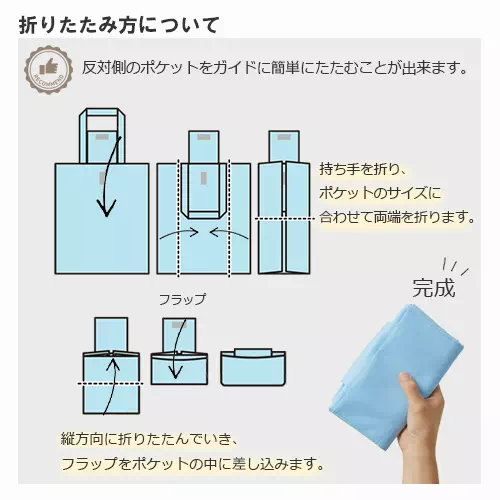 折りたたみ方について
RECOMMEND
反対側のポケットをガイドに簡単にたたむことが出来ます。
持ち手を折り、
ポケットのサイズに
合わせて両端を折ります。
フラップ
完成
縦方向に折りたたんでいき、
フラップをポケットの中に差し込みます。